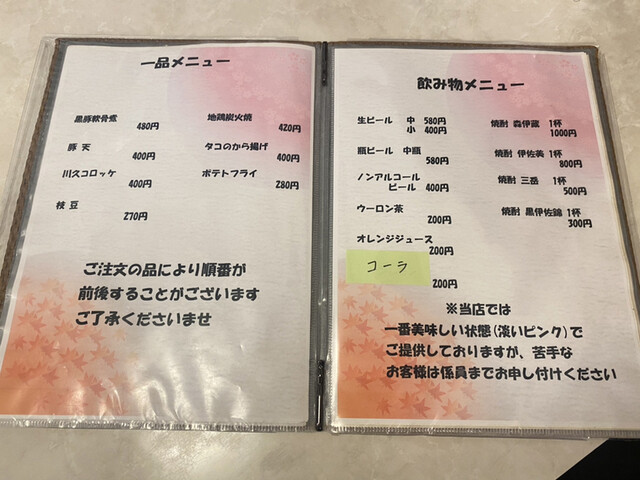 一品メニュー
黒豚軟骨煮
480円
地鶏炭火焼
420円
豚天
400円
タコのから揚げ
400円
川久コロッケ
400円
ポテトフライ
280円
枝豆
270円
ご注文の品により順番が
前後することがございます
ご了承くださいませ
飲み物メニュー
生ビール 中 580円
小 400円
焼酎 森伊蔵 1杯
1000円
瓶ビール 中瓶
580円
焼酎 伊佐美 1杯
800円
ノンアルコール
ビール 400円
焼酎 三岳 1杯
500円
ウーロン茶
200円
焼酎 黒伊佐錦 1杯
300円
オレンジジュース
200円
コーラ
200円
※当店では
一番美味しい状態(淡いピンク)で
ご提供しておりますが、苦手な
お客様は係員までお申し付けください